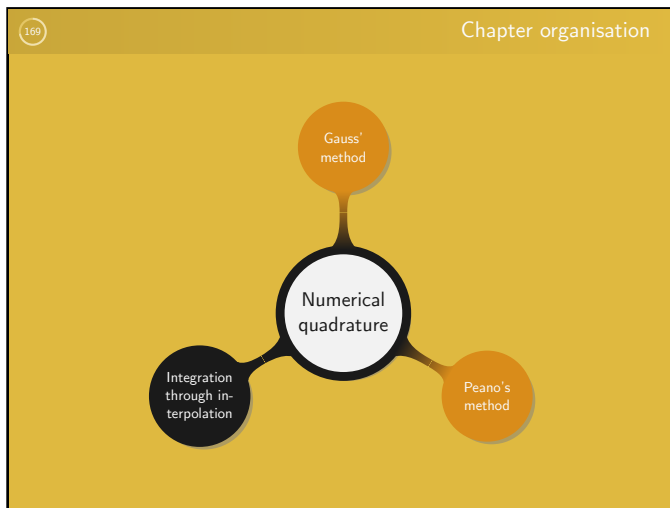 169
Chapter organisation
Gauss'
method
Numerical
quadrature
Integration
through in-
terpolation
Peano's
method